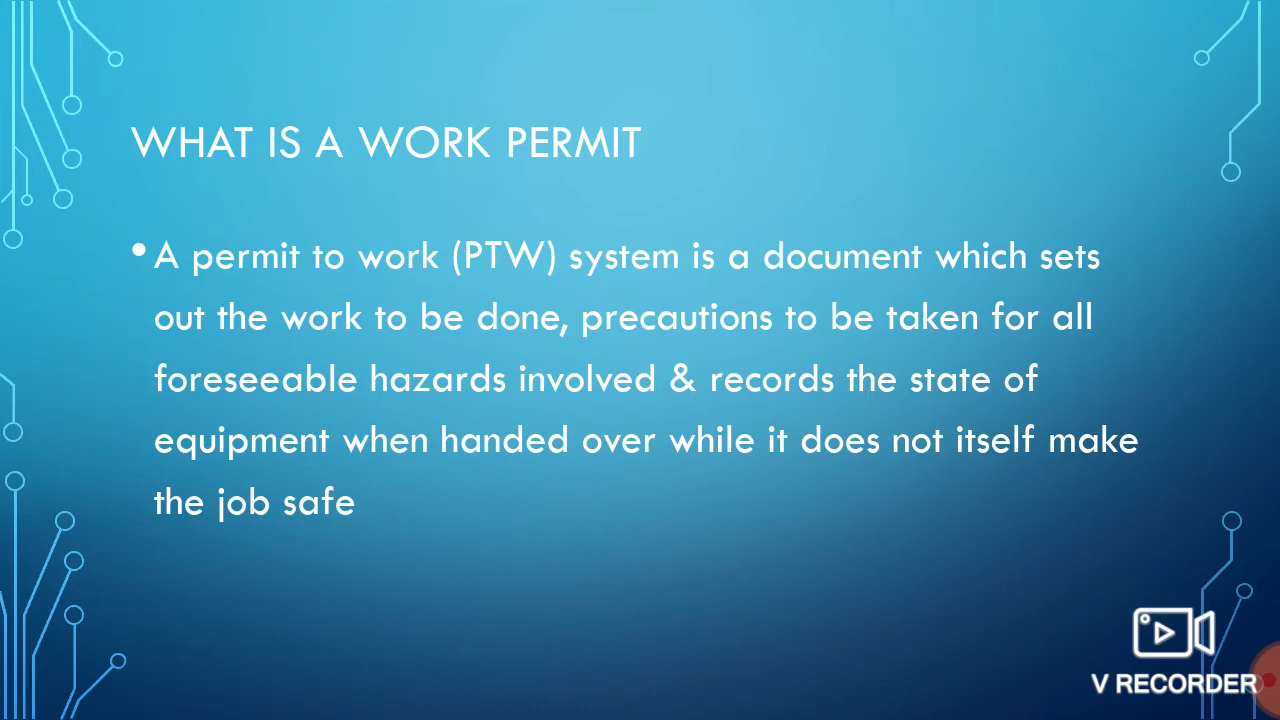 WHAT IS A WORK PERMIT
• A permit to work (PTW) system is a document which sets
out the work to be done, precautions to be taken for all
foreseeable hazards involved & records the state of
equipment when handed over while it does not itself make
the job safe
V RECORDER